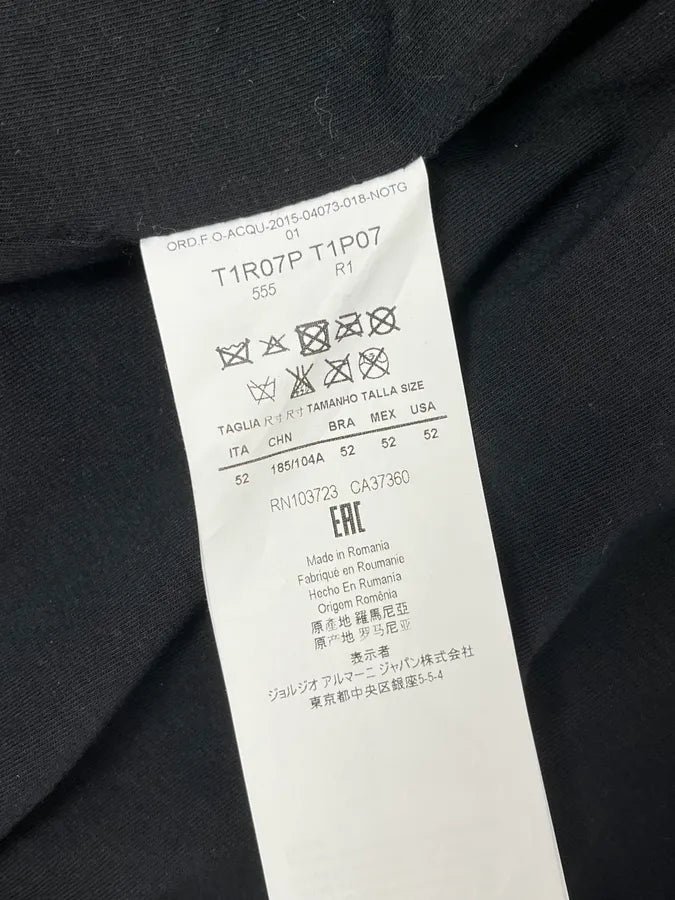 ORD.F O-ACQU-2015-04073-018-NOTG
01
T1R07P T1P07
555 R1
TAGLIA 尺寸 尺寸 TAMANHO TALLA SIZE
ITA CHN BRA MEX USA
52 185/104A 52 52 52
RN103723 CA37360
EAC
Made in Romania
Fabriqué en Roumanie
Hecho En Rumania
Origem Romênia
原產地 羅馬尼亞
原产地 罗马尼亚
表示者
ジョルジオ アルマーニ ジャパン株式会社
東京都中央区銀座5-5-4